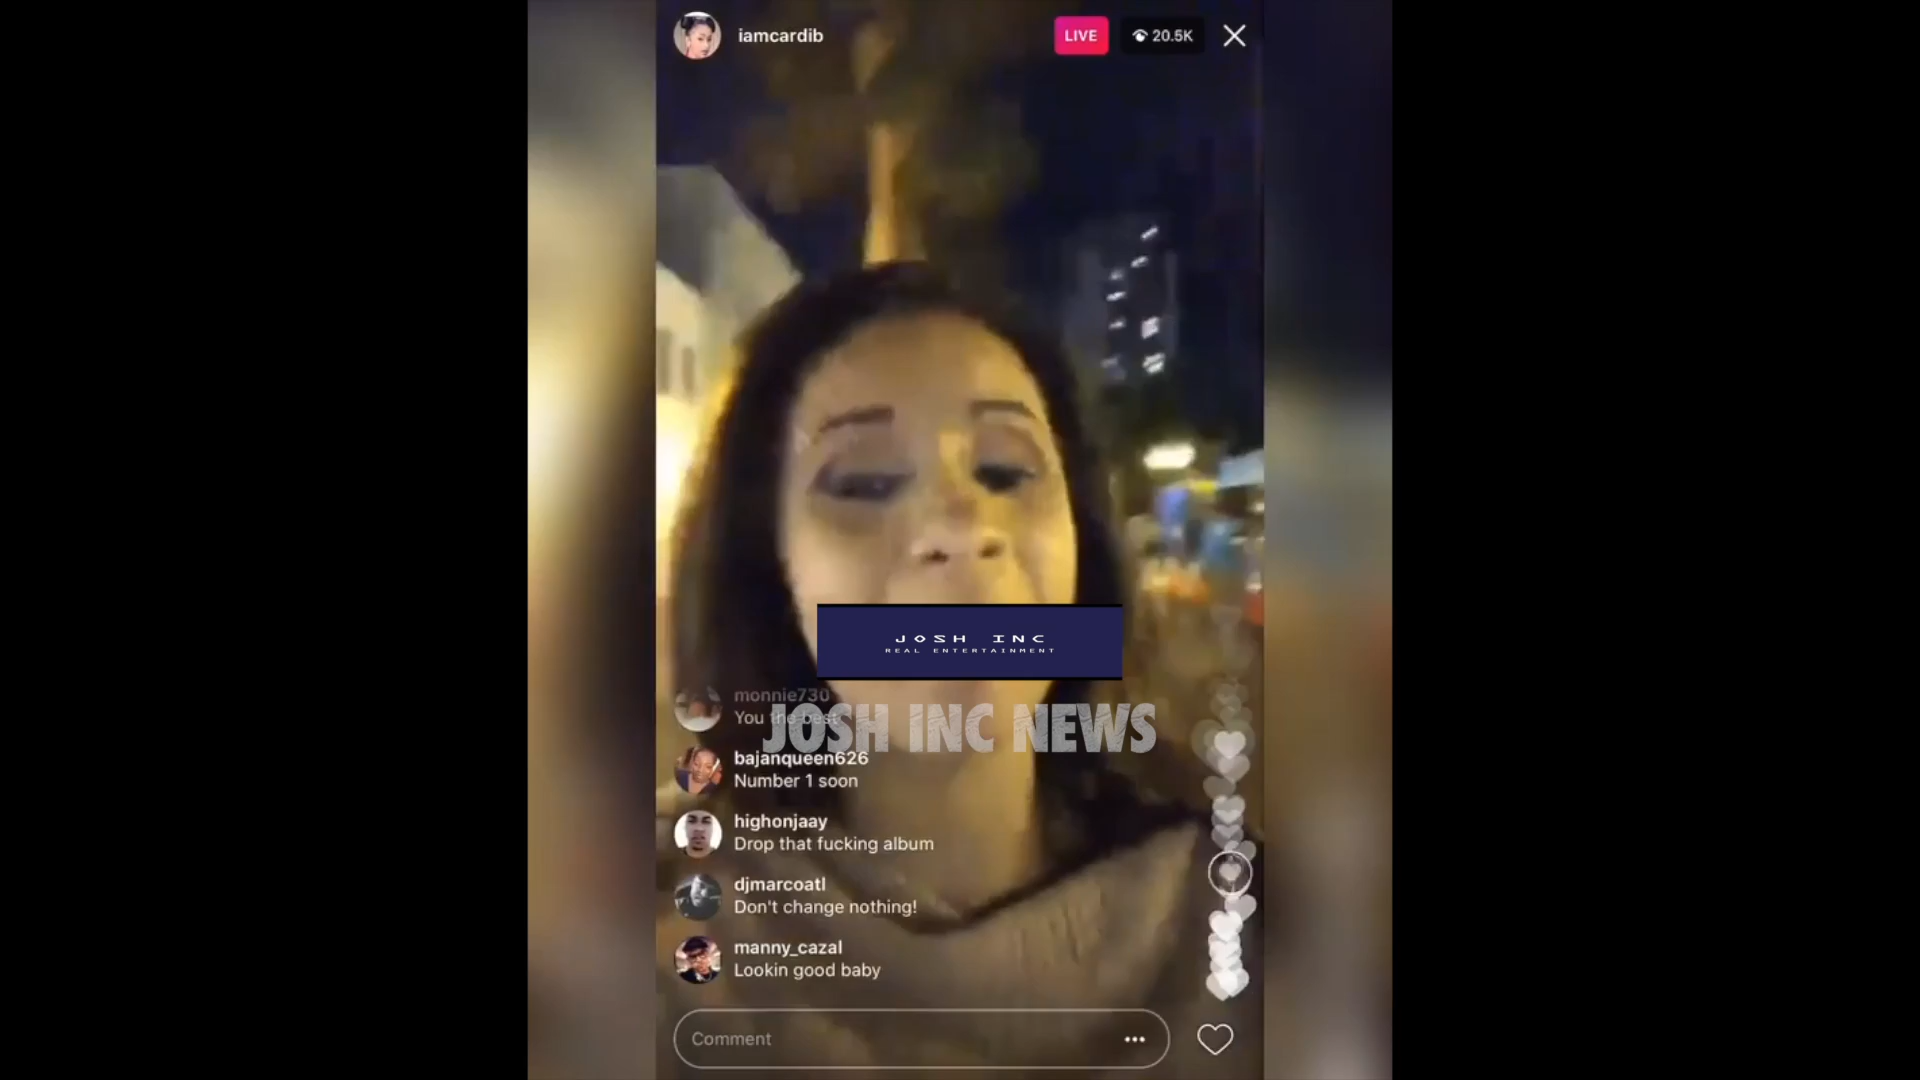 iamcardib
LIVE
20.5K
JOSH INC
REAL ENTERTAINMENT
monnie730
You the best
JOSH INC NEWS
bajanqueen626
Number 1 soon
highonjaay
Drop that fucking album
djmarcoatl
Don't change nothing!
manny_cazal
Lookin good baby
Comment